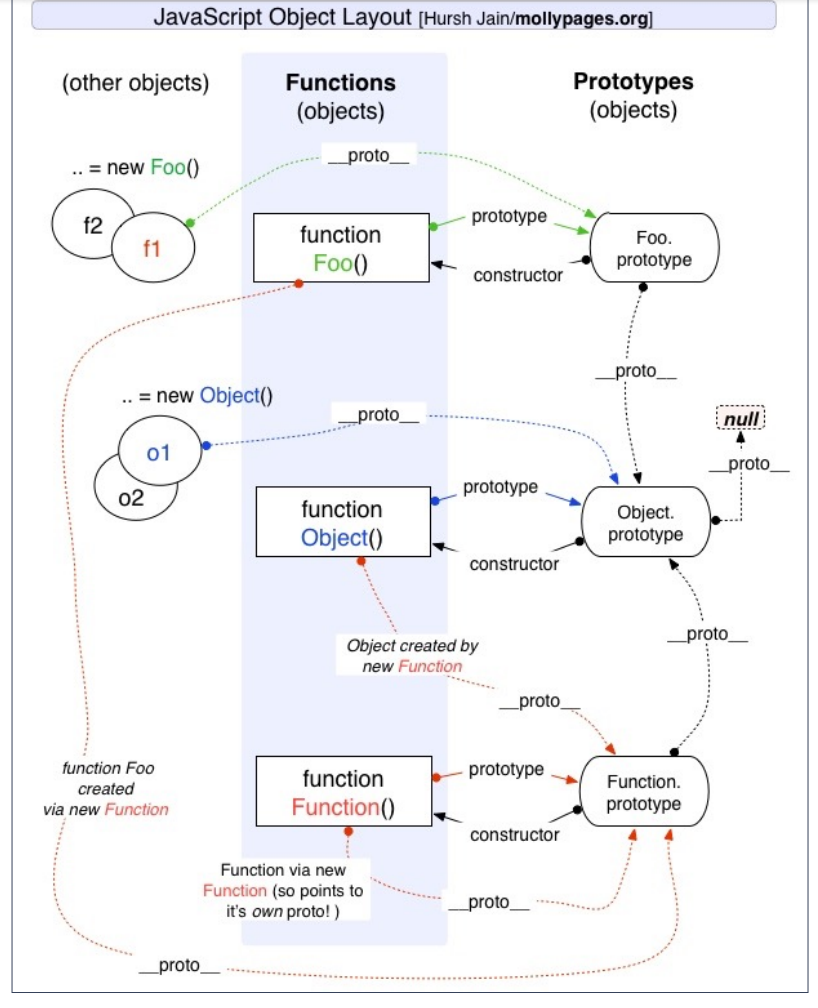 JavaScript Object Layout [Hursh Jain/mollypages.org]
(other objects)
Functions
(objects)
Prototypes
(objects)
.. = new Foo()
__proto__
f2
f1
function
Foo()
prototype
constructor
Foo.
prototype
__proto__
.. = new Object()
__proto__
null
__proto__
o1
o2
function
Object()
prototype
constructor
Object.
prototype
Object created by
new Function
__proto__
__proto__
function Foo
created
via new Function
function
Function()
prototype
constructor
Function.
prototype
Function via new
Function (so points to
it's own proto! )
__proto__
__proto__